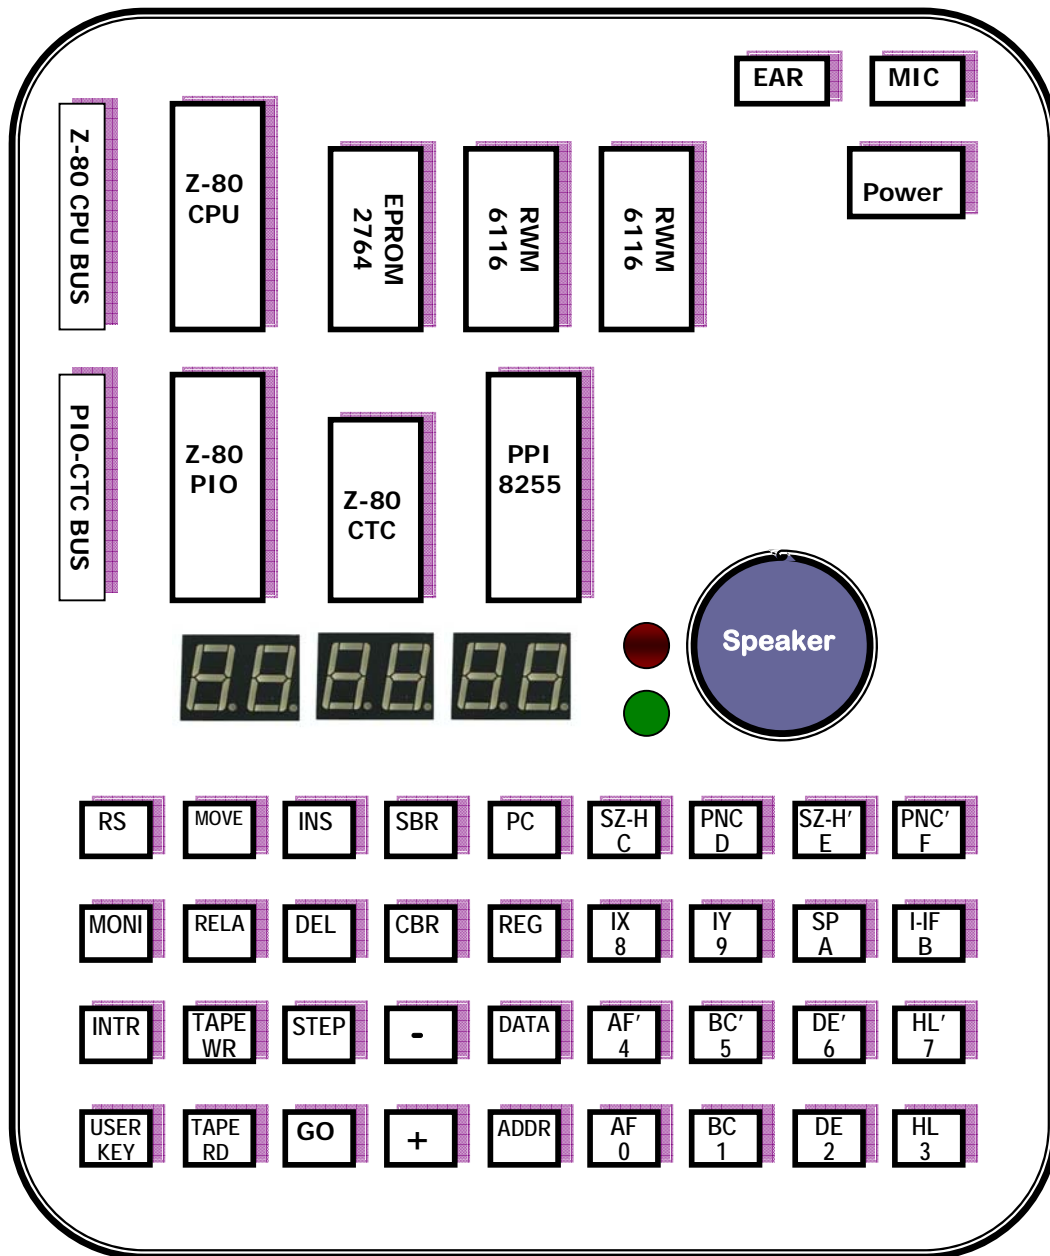 EAR
MIC
Z-80 CPU BUS
Z-80
CPU
EPROM
2764
RWM
6116
RWM
6116
Power
PIO-CTC BUS
Z-80
PIO
Z-80
CTC
PPI
8255
Speaker
RS
MOVE
INS
SBR
PC
SZ-H
C
PNC
D
SZ-H’
E
PNC’
F
MONI
RELA
DEL
CBR
REG
IX
8
IY
9
SP
A
I-IF
B
INTR
TAPE
WR
STEP
-
DATA
AF’
4
BC’
5
DE’
6
HL’
7
USER
KEY
TAPE
RD
GO
+
ADDR
AF
0
BC
1
DE
2
HL
3